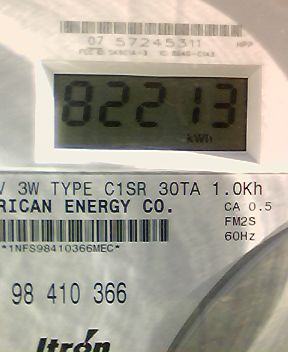 07 57245311
82213
kWh
V 3W TYPE C1SR 30TA 1.0Kh
RICAN ENERGY CO. CA 0.5
FM2S
60Hz
*1NFS98410366MEC*
98 410 366
Itrón